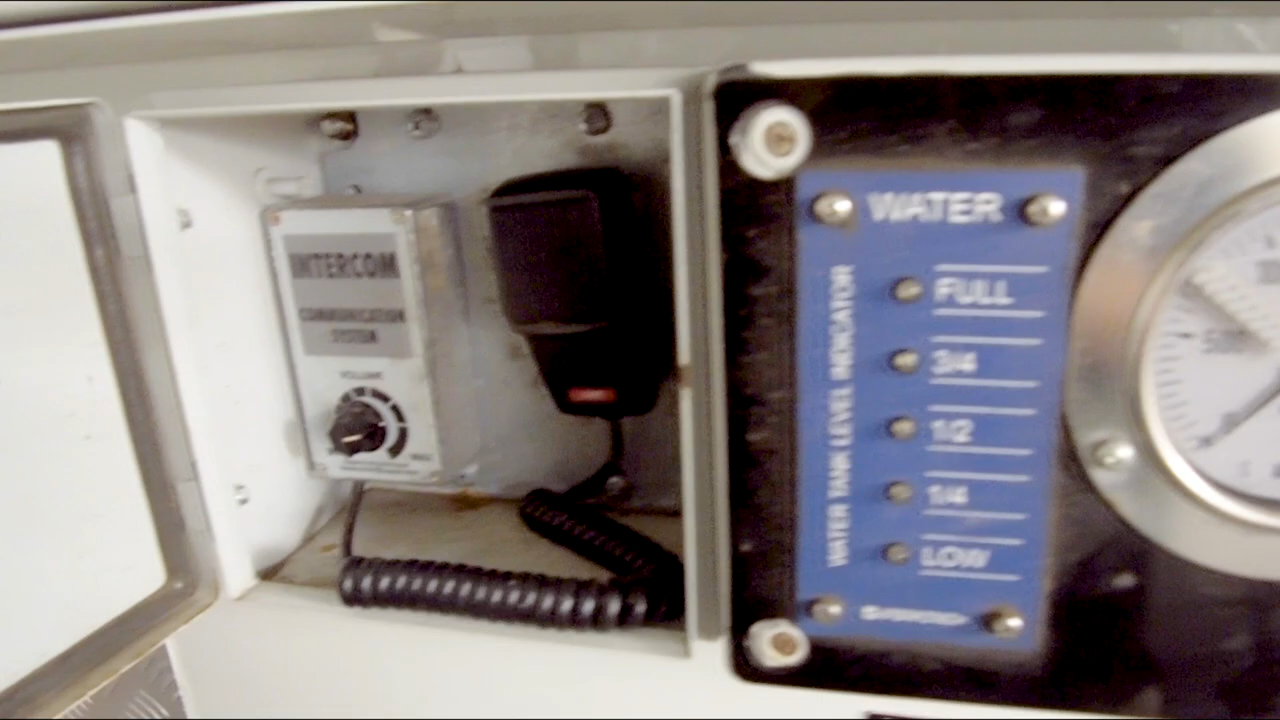 INTERCOM
COMMUNICATION
SYSTEM
VOLUME
WATER
WATER TANK LEVEL INDICATOR
FULL
3/4
1/2
1/4
LOW